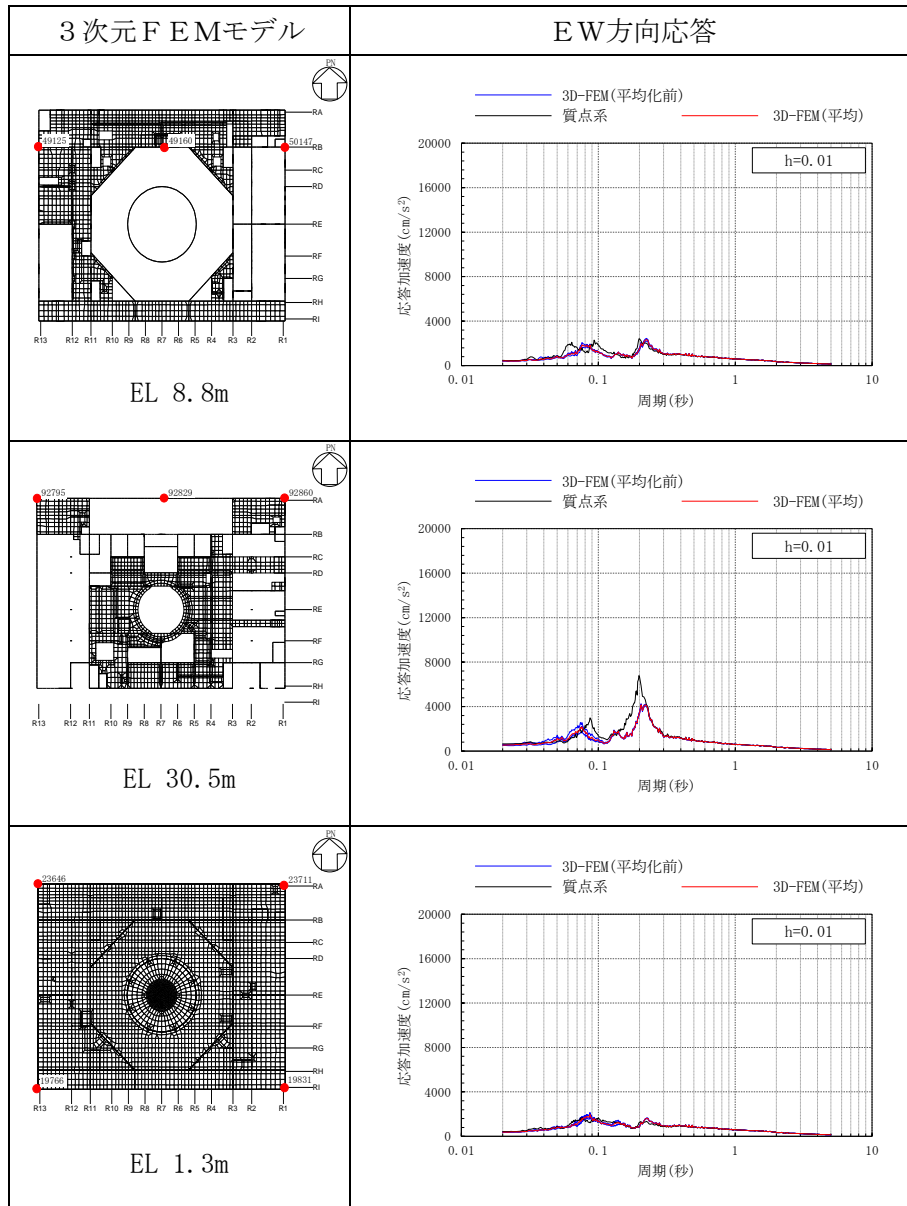 ３次元ＦＥＭモデル
ＥＷ方向応答
PN
49125
49160
50147
RA
RB
RC
RD
RE
RF
RG
RH
RI
R13 R12 R11 R10 R9 R8 R7 R6 R5 R4 R3 R2 R1
EL 8.8m
3D-FEM(平均化前)
質点系
3D-FEM(平均)
h=0.01
応答加速度(cm/s²)
20000
16000
12000
8000
4000
0
0.01 0.1 1 10
周期(秒)
PN
92795
92829
92860
RA
RB
RC
RD
RE
RF
RG
RH
RI
R13 R12 R11 R10 R9 R8 R7 R6 R5 R4 R3 R2 R1
EL 30.5m
3D-FEM(平均化前)
質点系
3D-FEM(平均)
h=0.01
応答加速度(cm/s²)
20000
16000
12000
8000
4000
0
0.01 0.1 1 10
周期(秒)
PN
23646
23711
RA
RB
RC
RD
RE
RF
RG
RH
RI
19766
19831
R13 R12 R11 R10 R9 R8 R7 R6 R5 R4 R3 R2 R1
EL 1.3m
3D-FEM(平均化前)
質点系
3D-FEM(平均)
h=0.01
応答加速度(cm/s²)
20000
16000
12000
8000
4000
0
0.01 0.1 1 10
周期(秒)